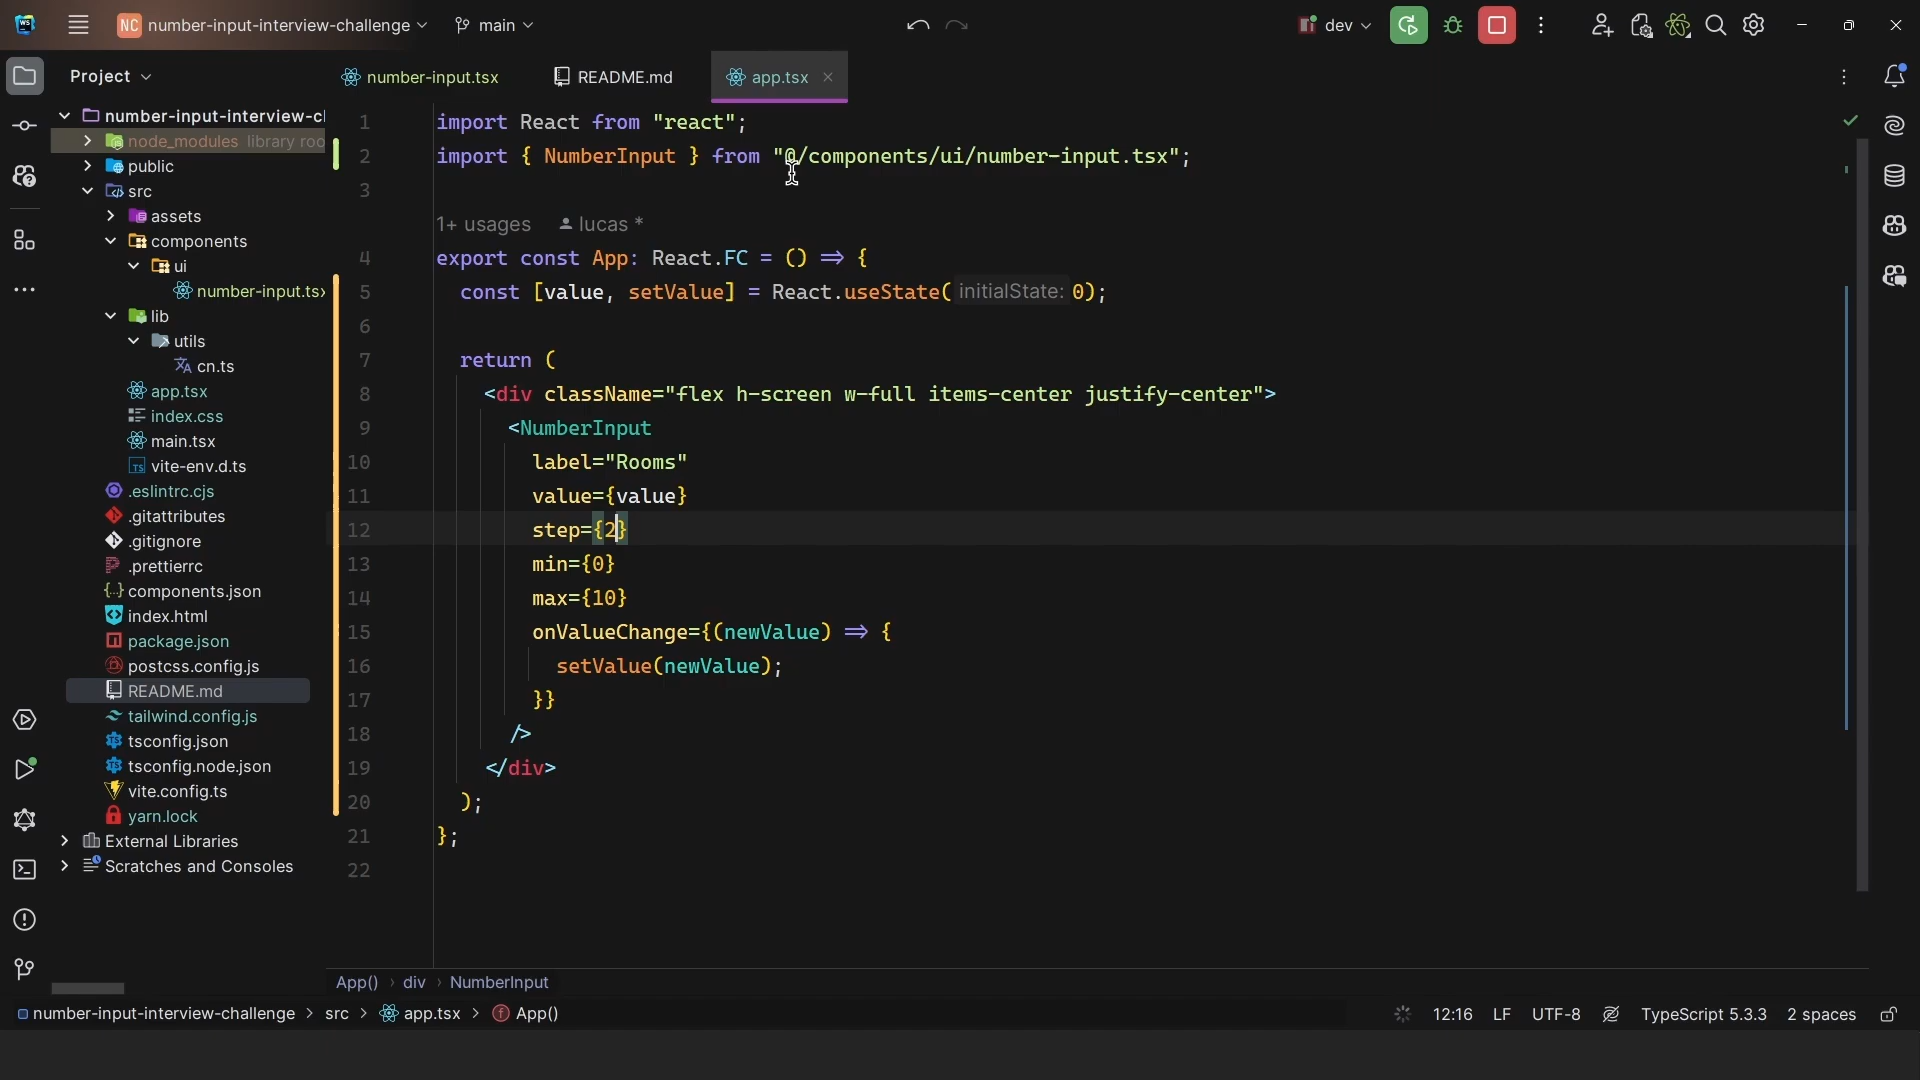 NC number-input-interview-challenge
main
dev
Project
number-input.tsx
README.md
app.tsx
number-input-interview-cl
node_modules library roo
public
src
assets
components
ui
number-input.tsx
lib
utils
cn.ts
app.tsx
index.css
main.tsx
vite-env.d.ts
.eslintrc.cjs
.gitattributes
.gitignore
.prettierrc
components.json
index.html
package.json
postcss.config.js
README.md
tailwind.config.js
tsconfig.json
tsconfig.node.json
vite.config.ts
yarn.lock
External Libraries
Scratches and Consoles
1 import React from "react";
2 import { NumberInput } from "@/components/ui/number-input.tsx";
3
1+ usages lucas *
4 export const App: React.FC = () => {
5 const [value, setValue] = React.useState( initialState: 0);
6
7 return (
8 <div className="flex h-screen w-full items-center justify-center">
9 <NumberInput
10 label="Rooms"
11 value={value}
12 step={2}
13 min={0}
14 max={10}
15 onValueChange={(newValue) => {
16 setValue(newValue);
17 }}
18 />
19 </div>
20 );
21 };
22
App() › div › NumberInput
number-input-interview-challenge > src > app.tsx > App()
12:16 LF UTF-8 TypeScript 5.3.3 2 spaces